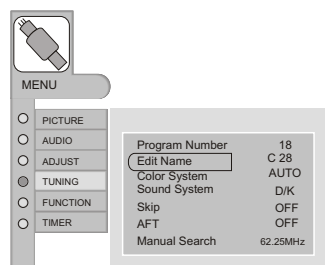 MENU
PICTURE
AUDIO
ADJUST
TUNING
FUNCTION
TIMER
Program Number 18
Edit Name C 28
Color System AUTO
Sound System D/K
Skip OFF
AFT OFF
Manual Search 62.25MHz